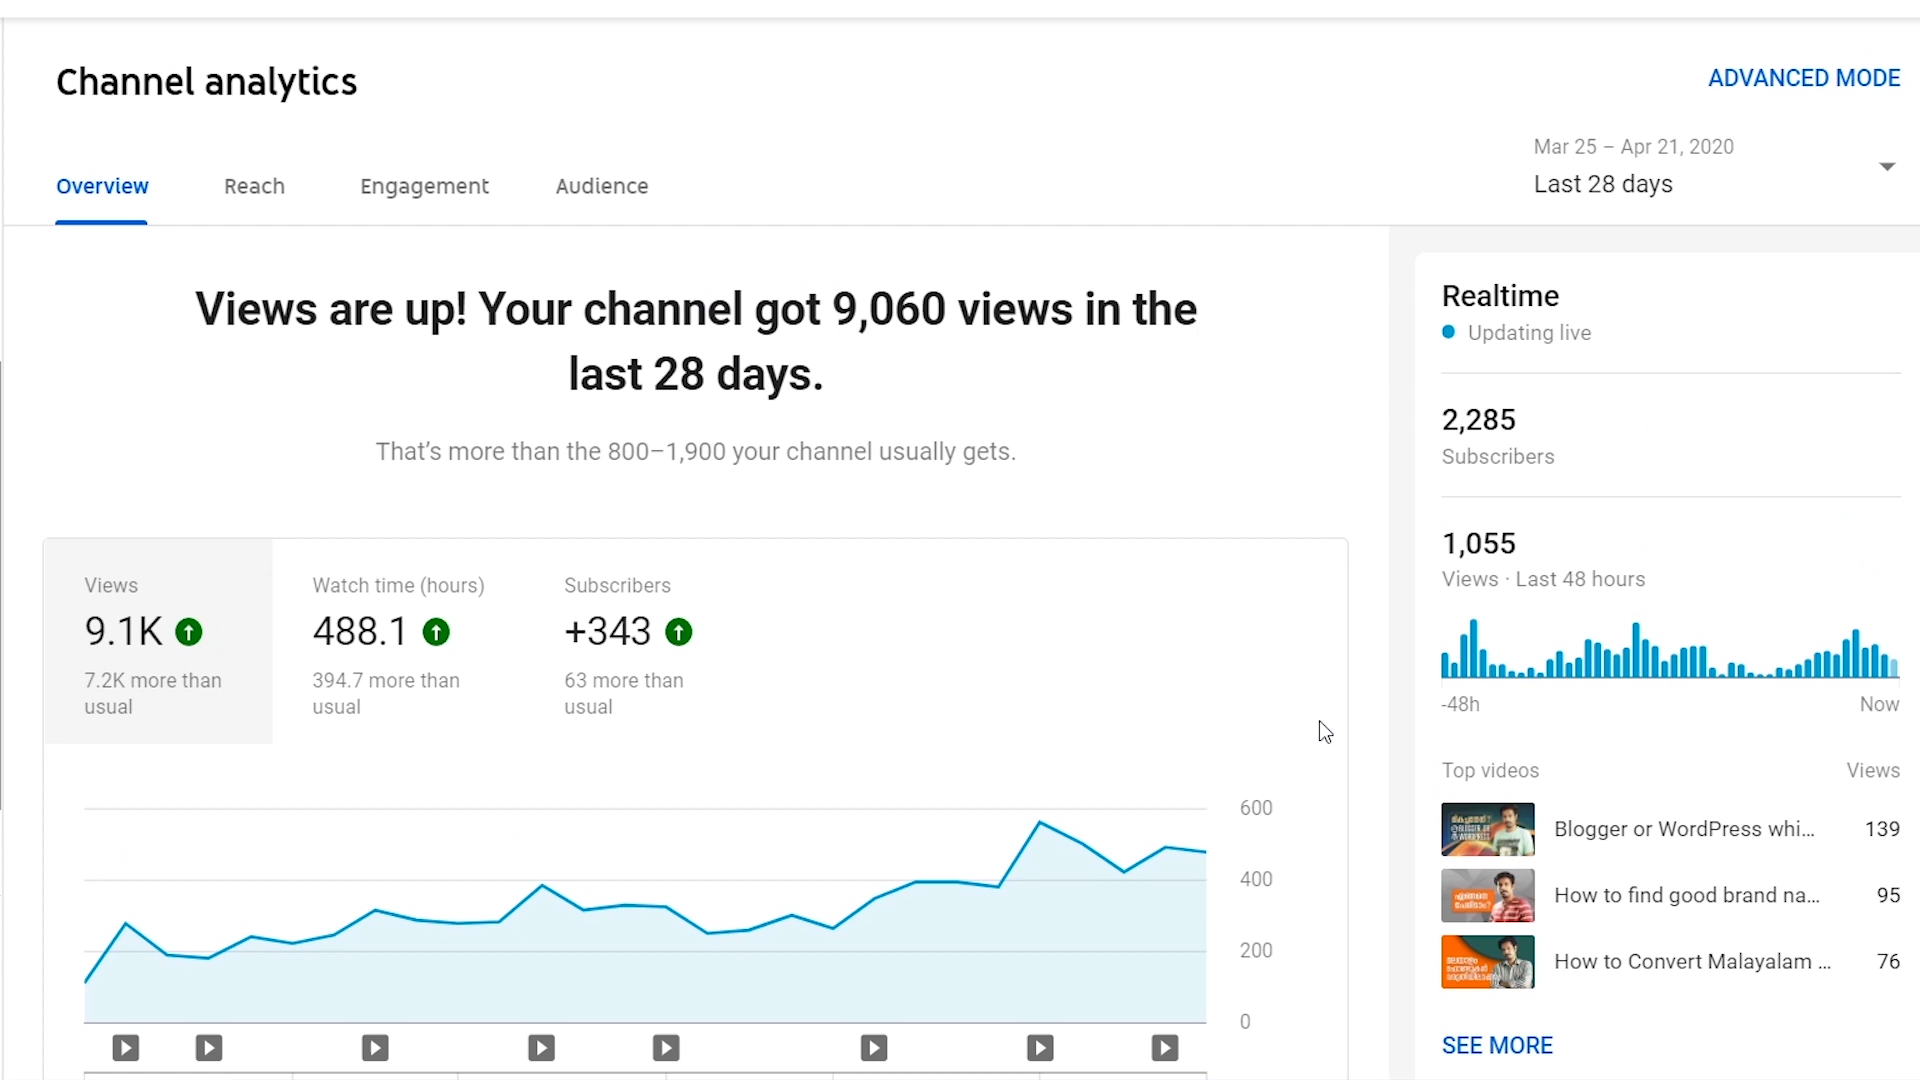 Channel analytics
ADVANCED MODE
Mar 25 – Apr 21, 2020
Last 28 days
Overview
Reach
Engagement
Audience
Views are up! Your channel got 9,060 views in the
last 28 days.
That's more than the 800–1,900 your channel usually gets.
Views
9.1K
7.2K more than
usual
Watch time (hours)
488.1
394.7 more than
usual
Subscribers
+343
63 more than
usual
600
400
200
0
Realtime
Updating live
2,285
Subscribers
1,055
Views · Last 48 hours
-48h
Now
Top videos
Views
Blogger or WordPress whi...
139
How to find good brand na...
95
How to Convert Malayalam ...
76
SEE MORE